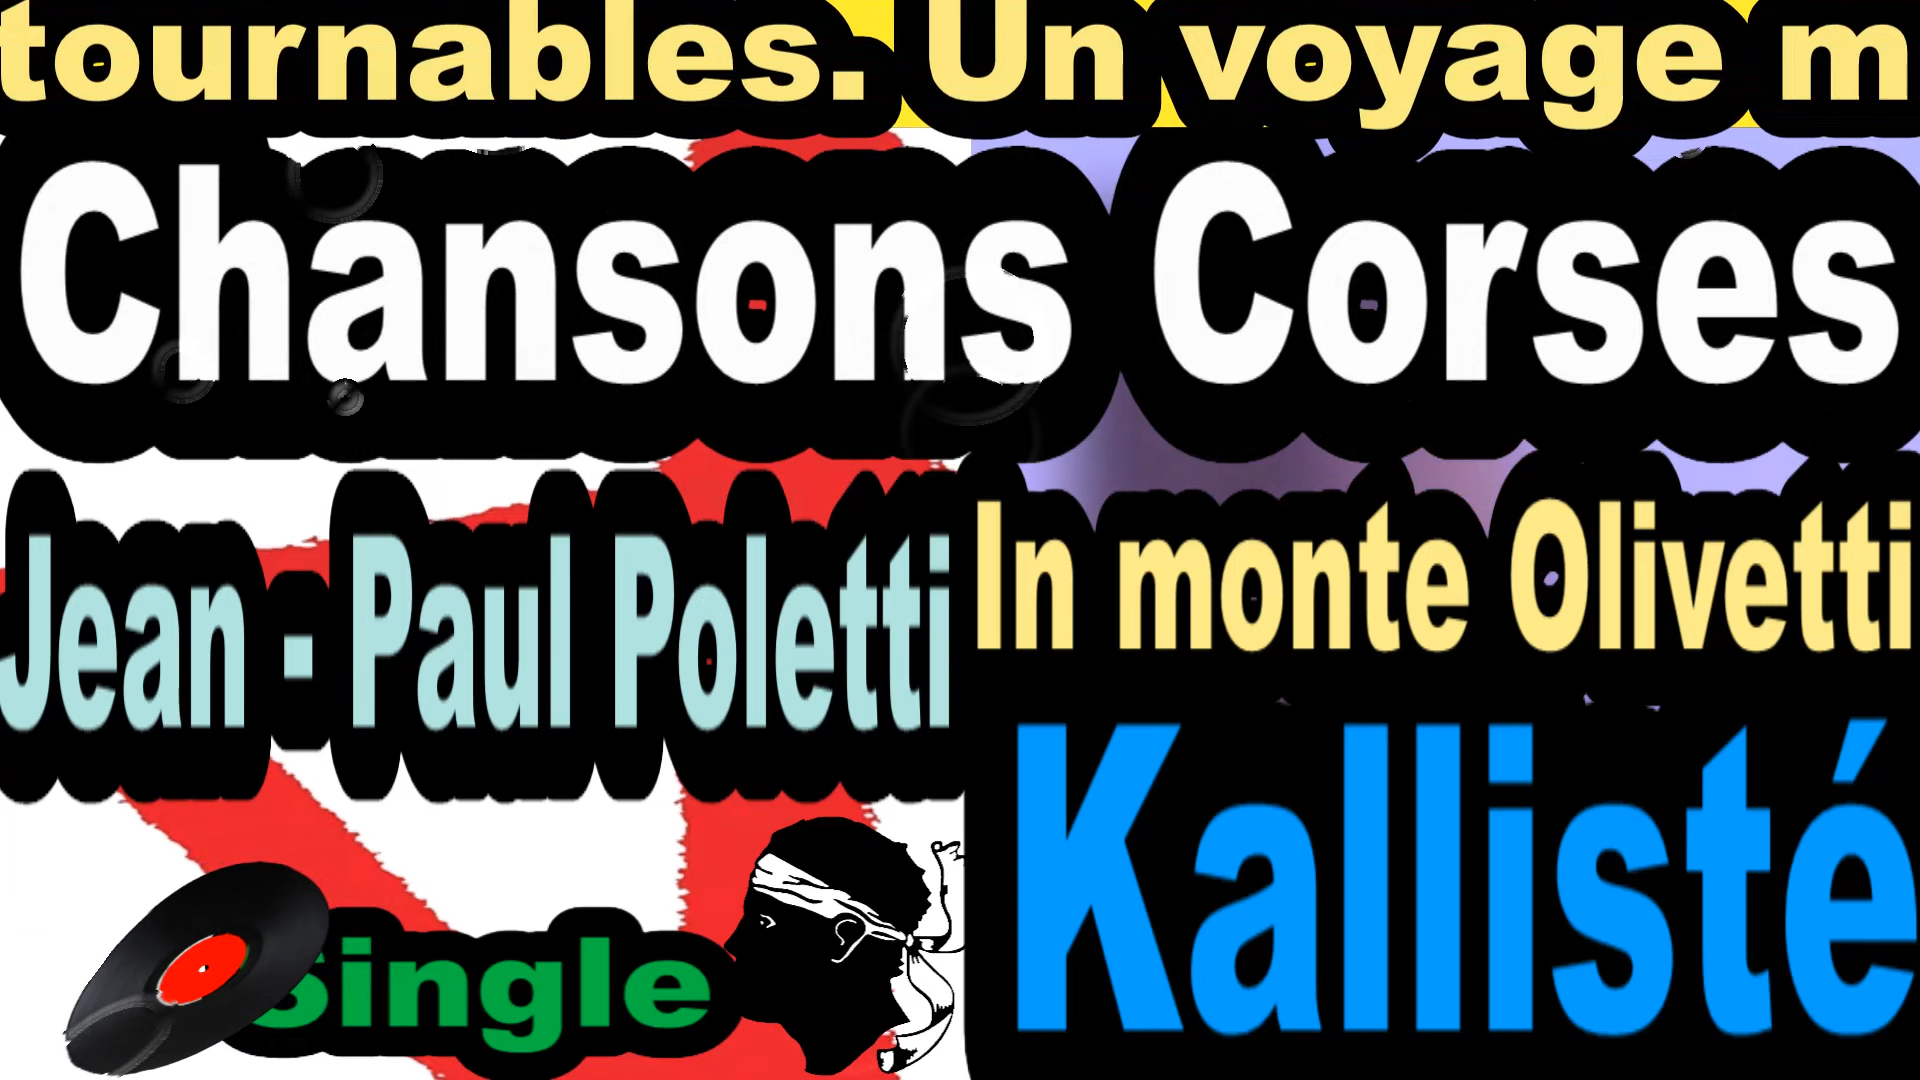 tournables. Un voyage m
Chansons Corses
Jean - Paul Poletti
In monte Olivetti
Kallisté
Single